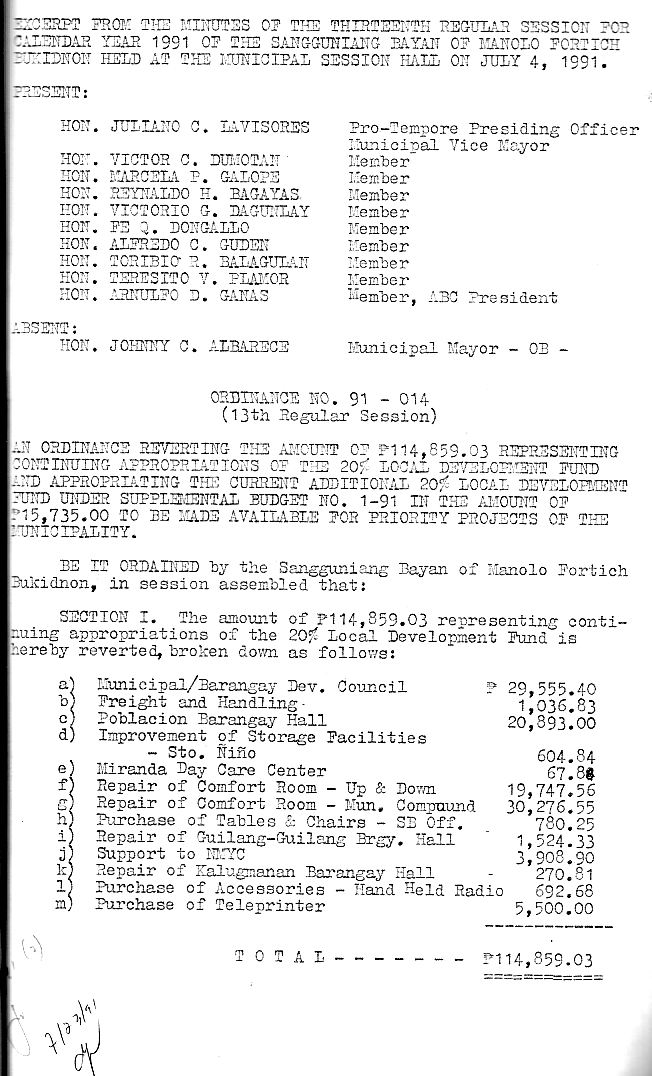 EXCERPT FROM THE MINUTES OF THE THIRTEENTH REGULAR SESSION FOR
CALENDAR YEAR 1991 OF THE SANGGUNIANG BAYAN OF MANOLO FORTICH
BUKIDNON HELD AT THE MUNICIPAL SESSION HALL ON JULY 4, 1991.
PRESENT:
HON. JULIANO C. LAVISORES Pro-Tempore Presiding Officer
Municipal Vice Mayor
HON. VICTOR C. DUMOTAN Member
HON. MARCELA P. GALOPE Member
HON. REYNALDO H. BAGAYAS Member
HON. VICTORIO G. DAGUNLAY Member
HON. FE Q. DONGALLO Member
HON. ALFREDO C. GUDEN Member
HON. TORIBIO R. BALAGULAN Member
HON. TERESITO V. PLAMOR Member
HON. ARNULFO D. GANAS Member, ABC President
ABSENT:
HON. JOHNNY C. ALBARECE Municipal Mayor - OB -
ORDINANCE NO. 91 - 014
(13th Regular Session)
AN ORDINANCE REVERTING THE AMOUNT OF ₱114,859.03 REPRESENTING
CONTINUING APPROPRIATIONS OF THE 20% LOCAL DEVELOPMENT FUND
AND APPROPRIATING THE CURRENT ADDITIONAL 20% LOCAL DEVELOPMENT
FUND UNDER SUPPLEMENTAL BUDGET NO. 1-91 IN THE AMOUNT OF
₱15,735.00 TO BE MADE AVAILABLE FOR PRIORITY PROJECTS OF THE
MUNICIPALITY.
BE IT ORDAINED by the Sangguniang Bayan of Manolo Fortich
Bukidnon, in session assembled that:
SECTION I. The amount of ₱114,859.03 representing conti-
nuing appropriations of the 20% Local Development Fund is
hereby reverted, broken down as follows:
a) Municipal/Barangay Dev. Council ₱ 29,555.40
b) Freight and Handling 1,036.83
c) Poblacion Barangay Hall 20,893.00
d) Improvement of Storage Facilities
- Sto. Niño 604.84
e) Miranda Day Care Center 67.88
f) Repair of Comfort Room - Up & Down 19,747.56
g) Repair of Comfort Room - Mun. Compound 30,276.55
h) Purchase of Tables & Chairs - SB Off. 780.25
i) Repair of Guilang-Guilang Brgy. Hall 1,524.33
j) Support to NMYC 3,908.90
k) Repair of Kalugmanan Barangay Hall - 270.81
l) Purchase of Accessories - Hand Held Radio 692.68
m) Purchase of Teleprinter 5,500.00
T O T A L - - - - - - - ₱114,859.03
7/23/91